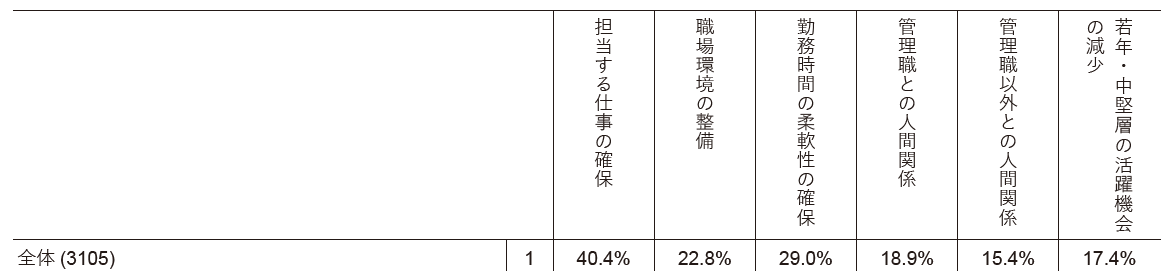 担当する仕事の確保
職場環境の整備
勤務時間の柔軟性の確保
管理職との人間関係
管理職以外との人間関係
若年・中堅層の活躍機会
の減少
全体 (3105) 1 40.4% 22.8% 29.0% 18.9% 15.4% 17.4%